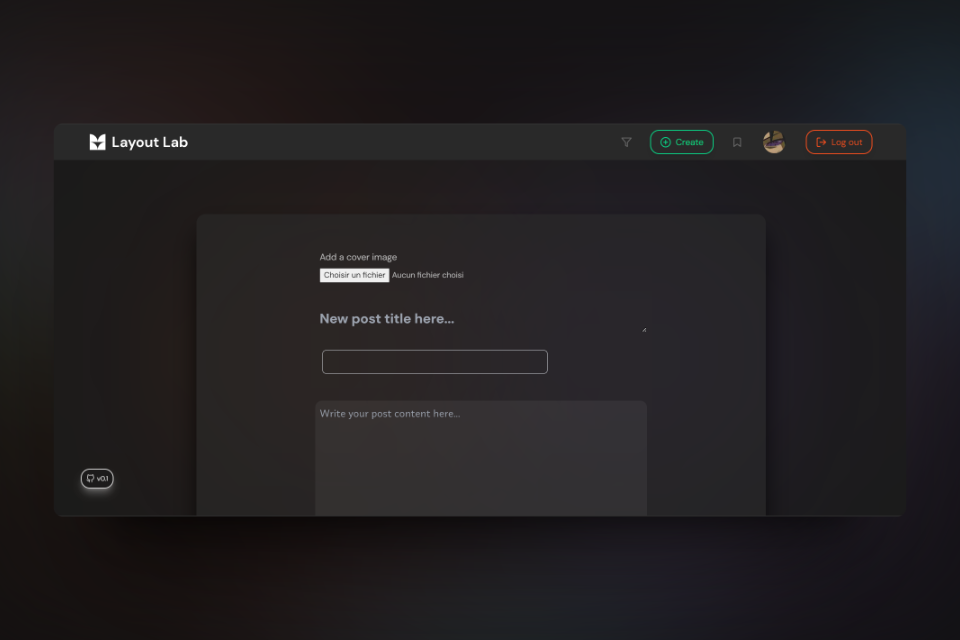 Layout Lab
Create
Log out
Add a cover image
Choisir un fichier Aucun fichier choisi
New post title here...
Write your post content here...
v0.1